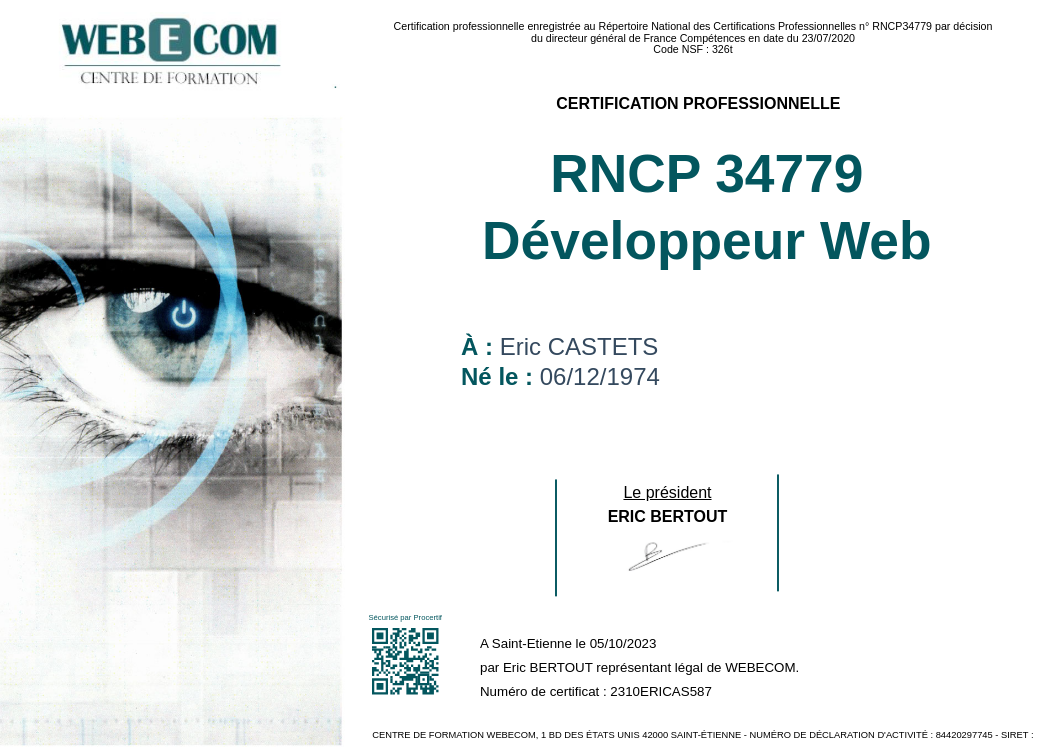 WEBECOM
CENTRE DE FORMATION
Certification professionnelle enregistrée au Répertoire National des Certifications Professionnelles n° RNCP34779 par décision
du directeur général de France Compétences en date du 23/07/2020
Code NSF : 326t
CERTIFICATION PROFESSIONNELLE
RNCP 34779
Développeur Web
À : Eric CASTETS
Né le : 06/12/1974
Le président
ERIC BERTOUT
Sécurisé par Procertif
A Saint-Etienne le 05/10/2023
par Eric BERTOUT représentant légal de WEBECOM.
Numéro de certificat : 2310ERICAS587
CENTRE DE FORMATION WEBECOM, 1 BD DES ÉTATS UNIS 42000 SAINT-ÉTIENNE - NUMÉRO DE DÉCLARATION D'ACTIVITÉ : 84420297745 - SIRET :